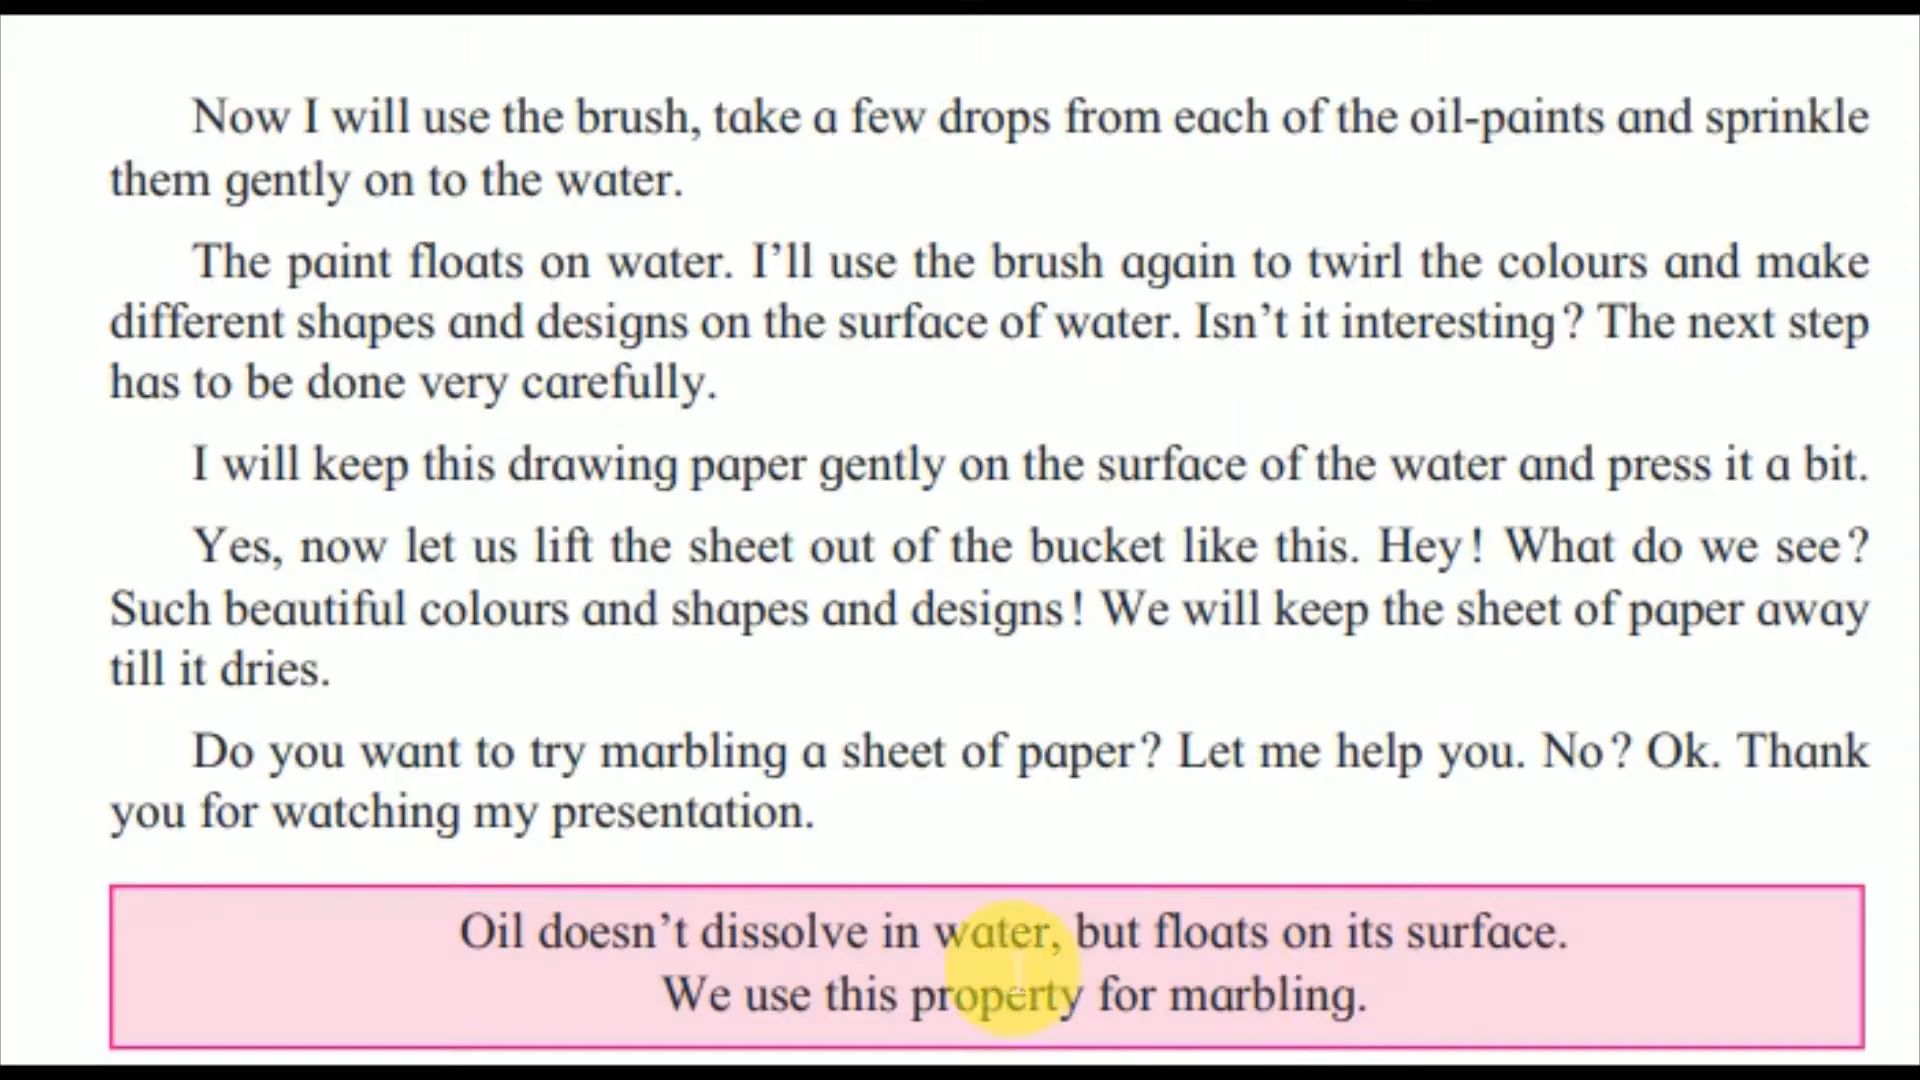 Now I will use the brush, take a few drops from each of the oil-paints and sprinkle
them gently on to the water.
The paint floats on water. I’ll use the brush again to twirl the colours and make
different shapes and designs on the surface of water. Isn’t it interesting? The next step
has to be done very carefully.
I will keep this drawing paper gently on the surface of the water and press it a bit.
Yes, now let us lift the sheet out of the bucket like this. Hey! What do we see?
Such beautiful colours and shapes and designs! We will keep the sheet of paper away
till it dries.
Do you want to try marbling a sheet of paper? Let me help you. No? Ok. Thank
you for watching my presentation.
Oil doesn’t dissolve in water, but floats on its surface.
We use this property for marbling.